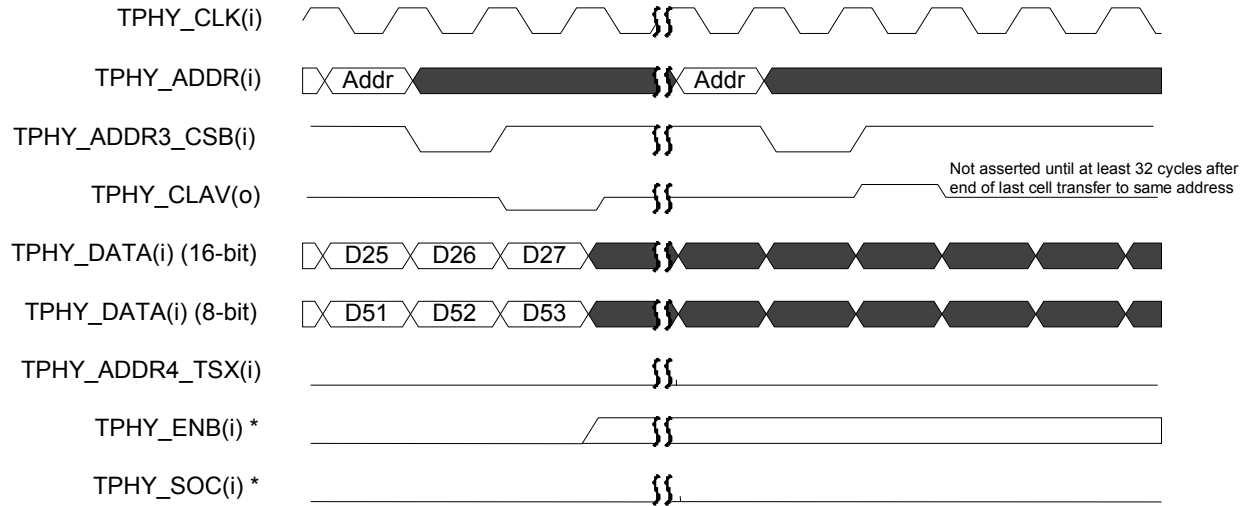 TPHY_CLK(i)
TPHY_ADDR(i) Addr Addr
TPHY_ADDR3_CSB(i)
Not asserted until at least 32 cycles after
end of last cell transfer to same address
TPHY_CLAV(o)
TPHY_DATA(i) (16-bit) D25 D26 D27
TPHY_DATA(i) (8-bit) D51 D52 D53
TPHY_ADDR4_TSX(i)
TPHY_ENB(i) *
TPHY_SOC(i) *